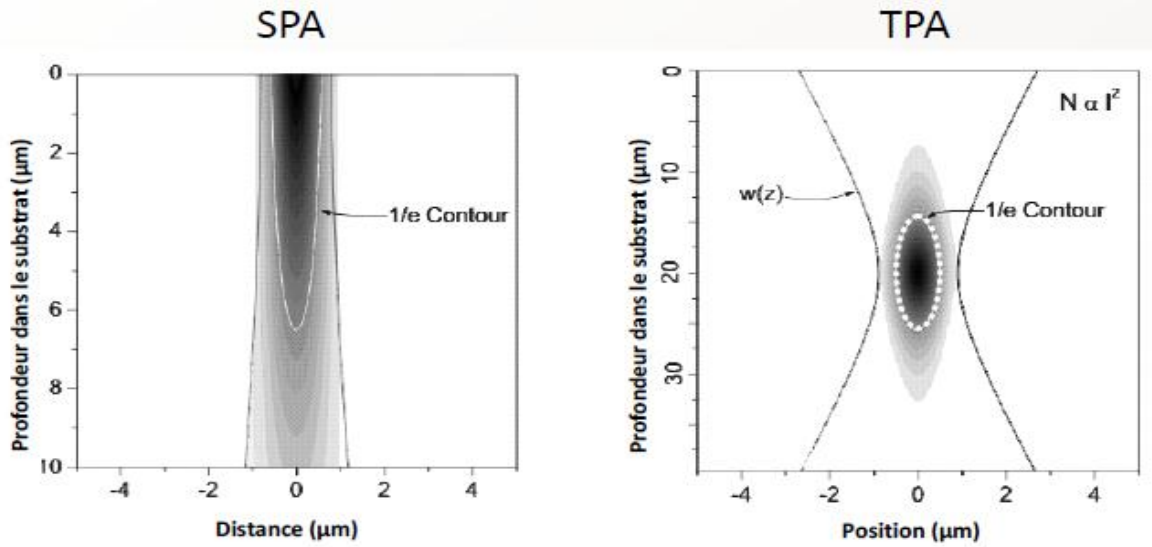 SPA
TPA
Profondeur dans le substrat (μm)
0
2
4
6
8
10
1/e Contour
-4
-2
0
2
4
Distance (μm)
Profondeur dans le substrat (μm)
0
10
20
30
N α I²
w(z)
1/e Contour
-4
-2
0
2
4
Position (μm)